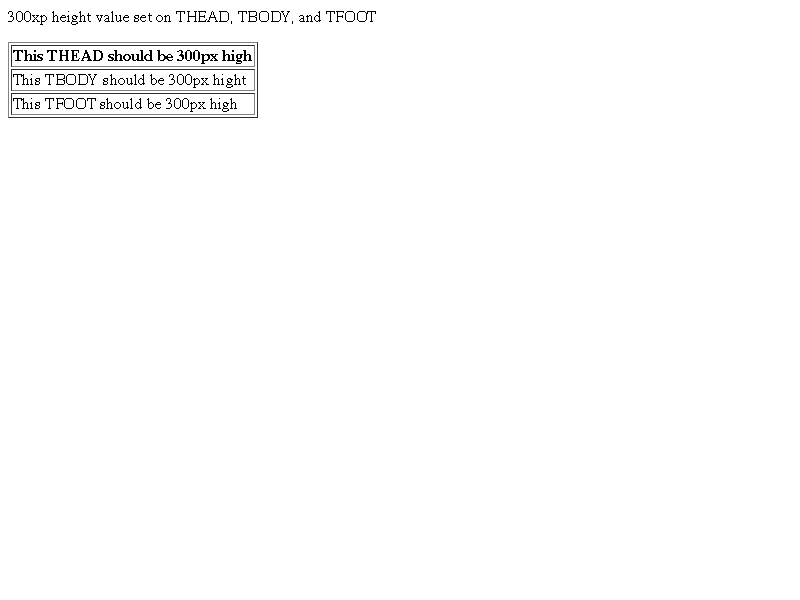 300xp height value set on THEAD, TBODY, and TFOOT
This THEAD should be 300px high
This TBODY should be 300px hight
This TFOOT should be 300px high